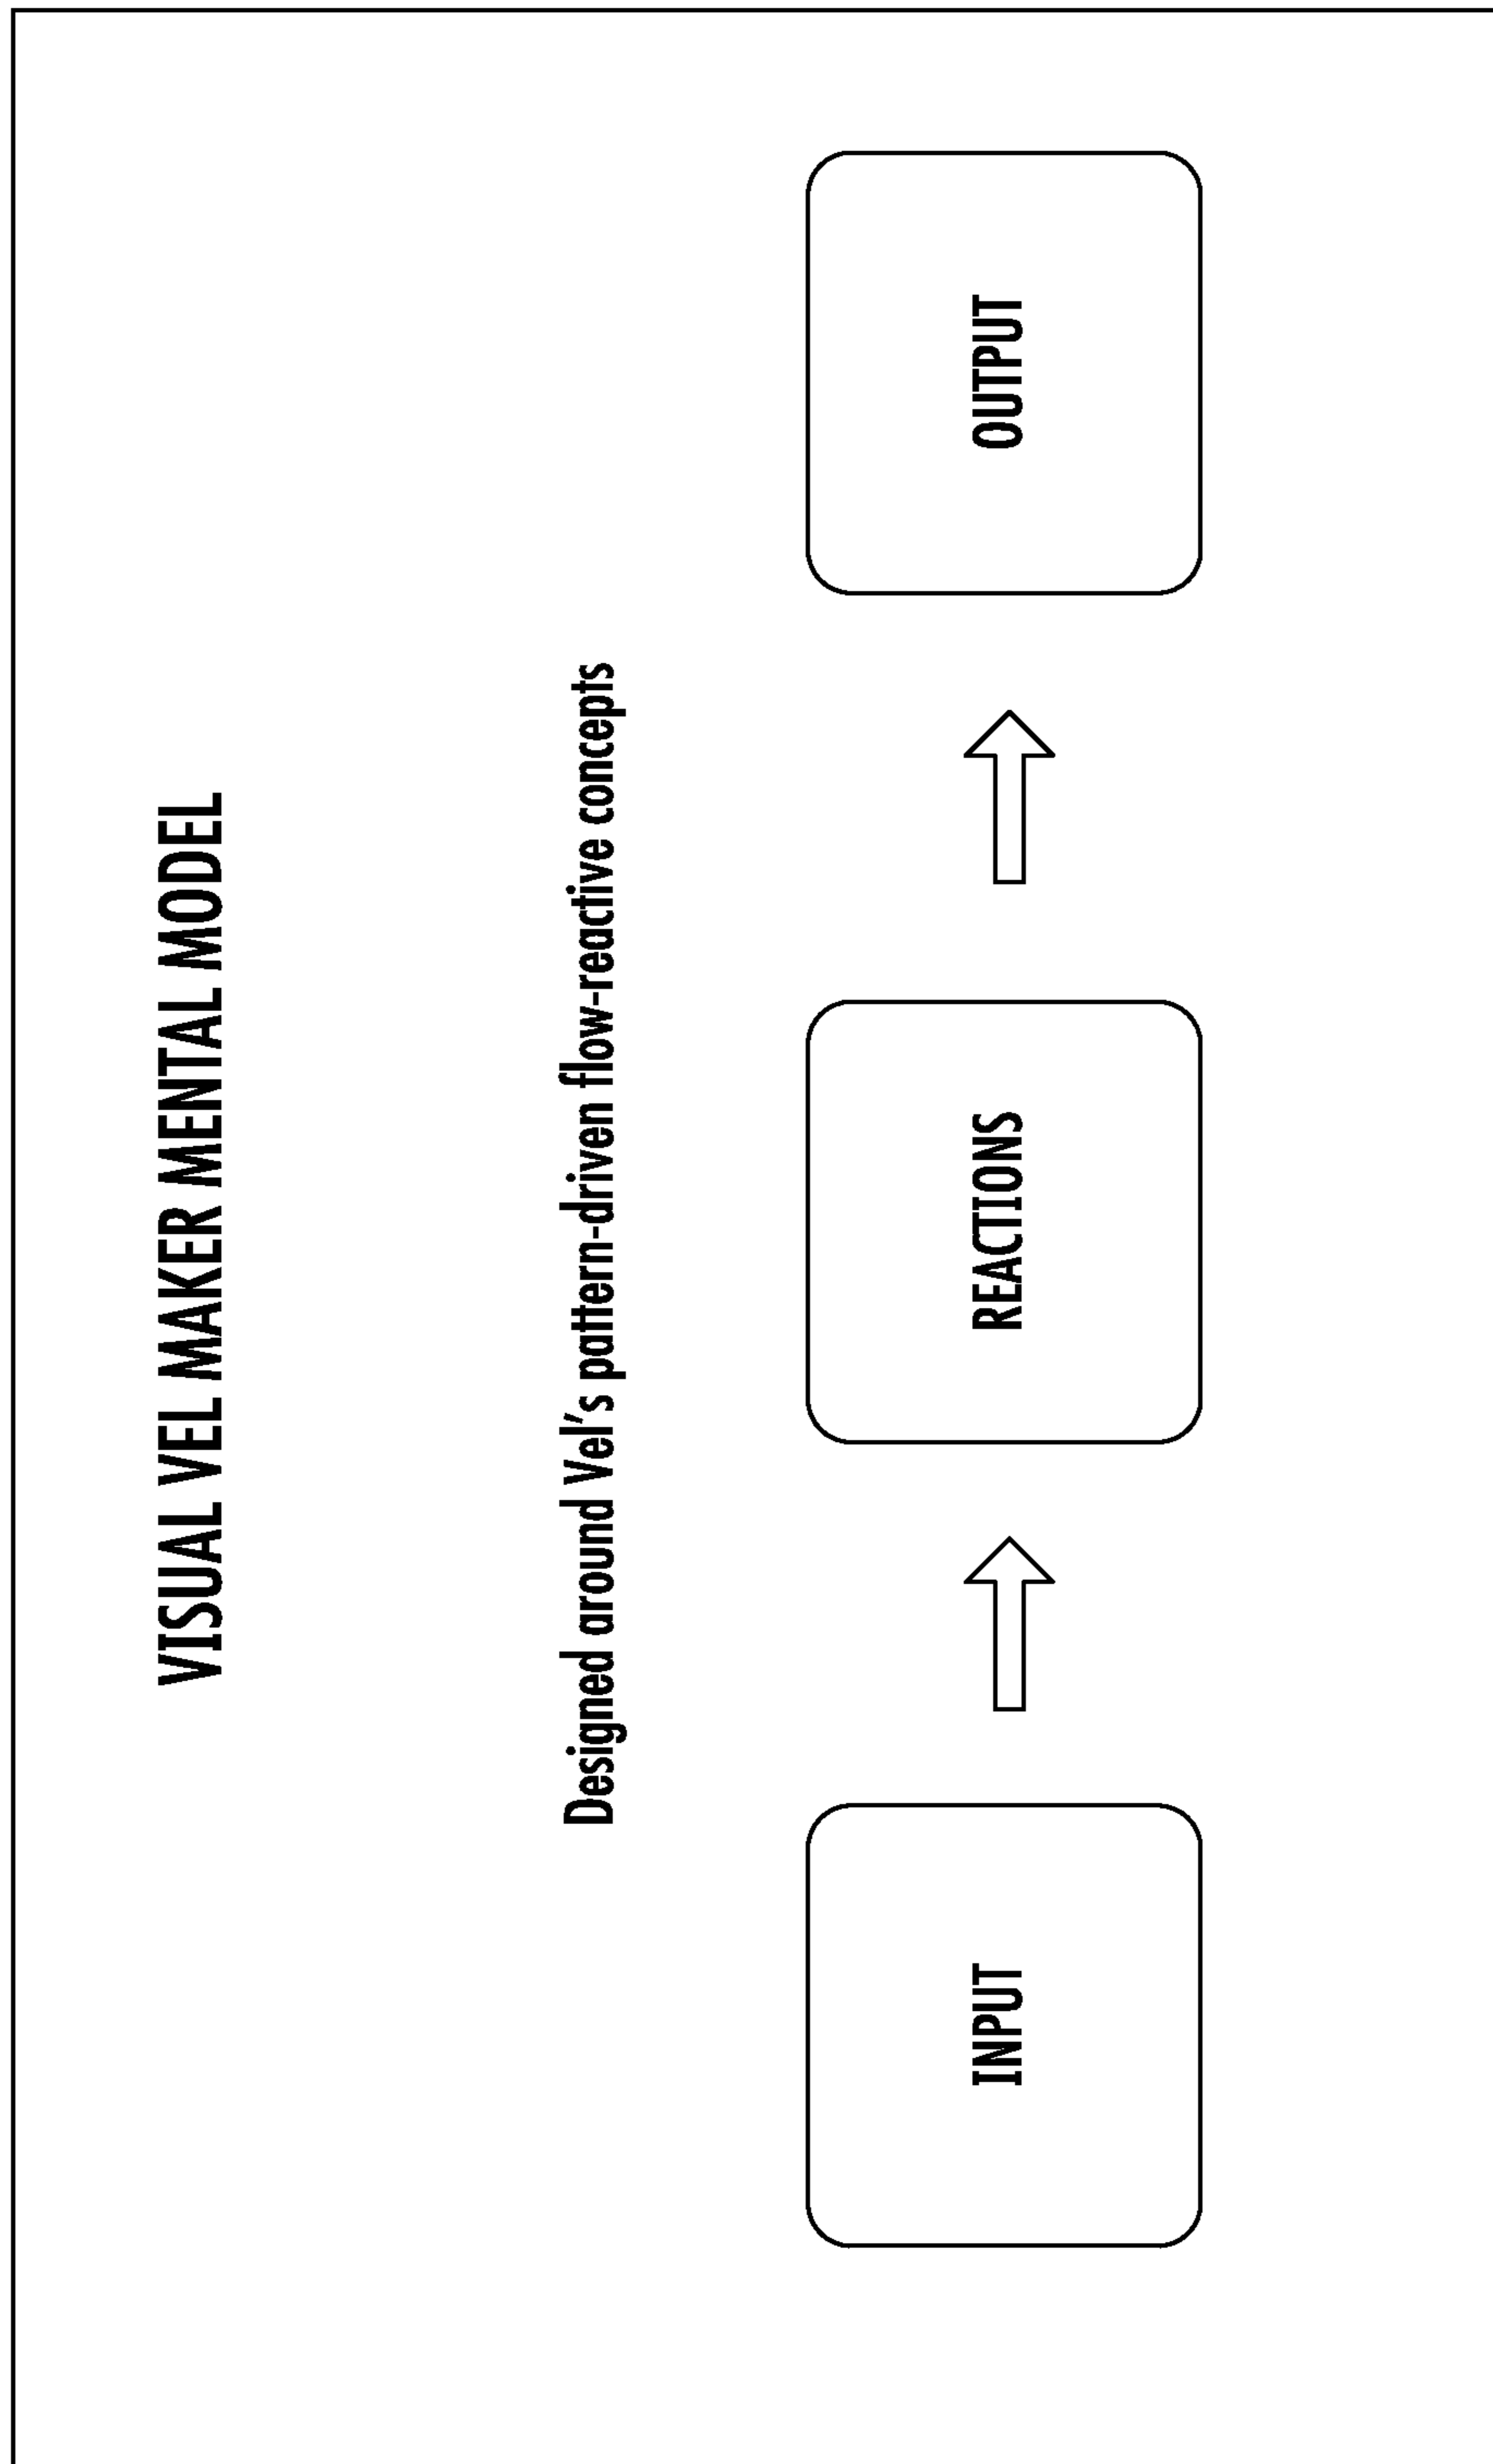 VISUAL VEL MAKER MENTAL MODEL
Designed around Vel's pattern-driven flow-reactive concepts
INPUT
REACTIONS
OUTPUT